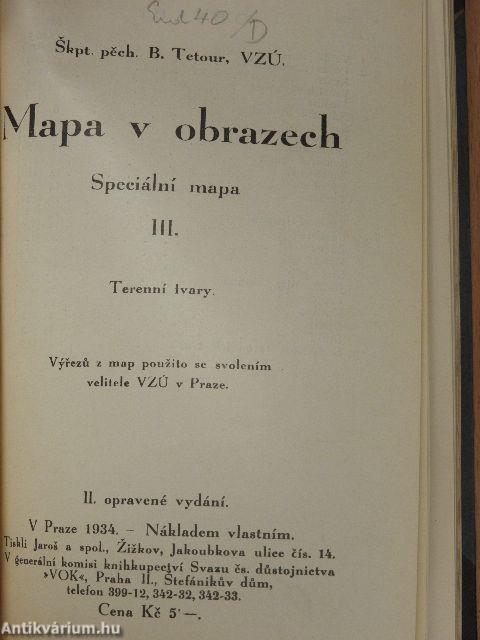 Škpt. pěch. B. Tetour, VZÚ.
Mapa v obrazech
Speciální mapa
III.
Terenní tvary.
Výřezů z map použito se svolením
velitele VZÚ v Praze.
II. opravené vydání.
V Praze 1934. – Nákladem vlastním.
Tiskli Jaroš a spol., Žižkov, Jakoubkova ulice čís. 14.
V generální komisi knihkupectví Svazu čs. důstojnictva
»VOK«, Praha II., Štefánikův dům,
telefon 399-12, 342-32, 342-33.
Cena Kč 5·—.
Antikvárium.hu